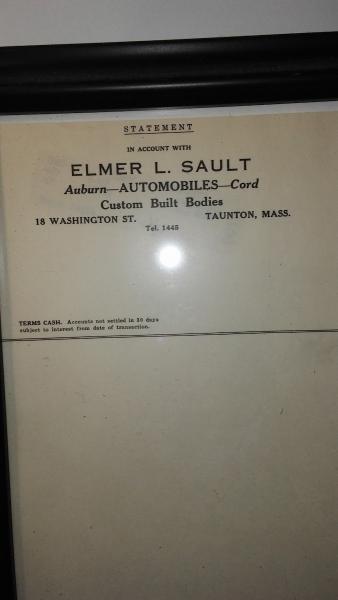 STATEMENT
IN ACCOUNT WITH
ELMER L. SAULT
Auburn—AUTOMOBILES—Cord
Custom Built Bodies
18 WASHINGTON ST. TAUNTON, MASS.
Tel. 1445
TERMS CASH. Accounts not settled in 30 days
subject to interest from date of transaction.